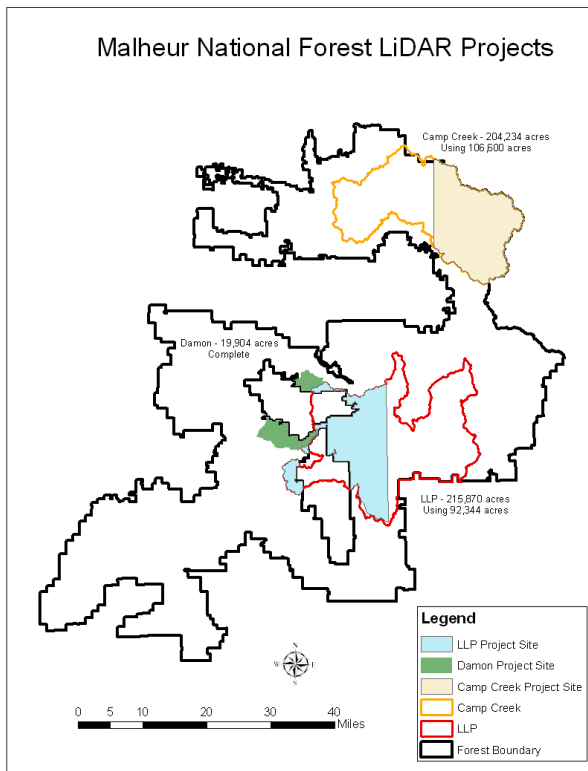 Malheur National Forest LiDAR Projects
Camp Creek - 204,234 acres
Using 106,600 acres
Damon - 19,904 acres
Complete
LLP - 215,870 acres
Using 92,344 acres
Legend
LLP Project Site
Damon Project Site
Camp Creek Project Site
Camp Creek
LLP
Forest Boundary
N
W E
S
0 10 20 30 40
Miles